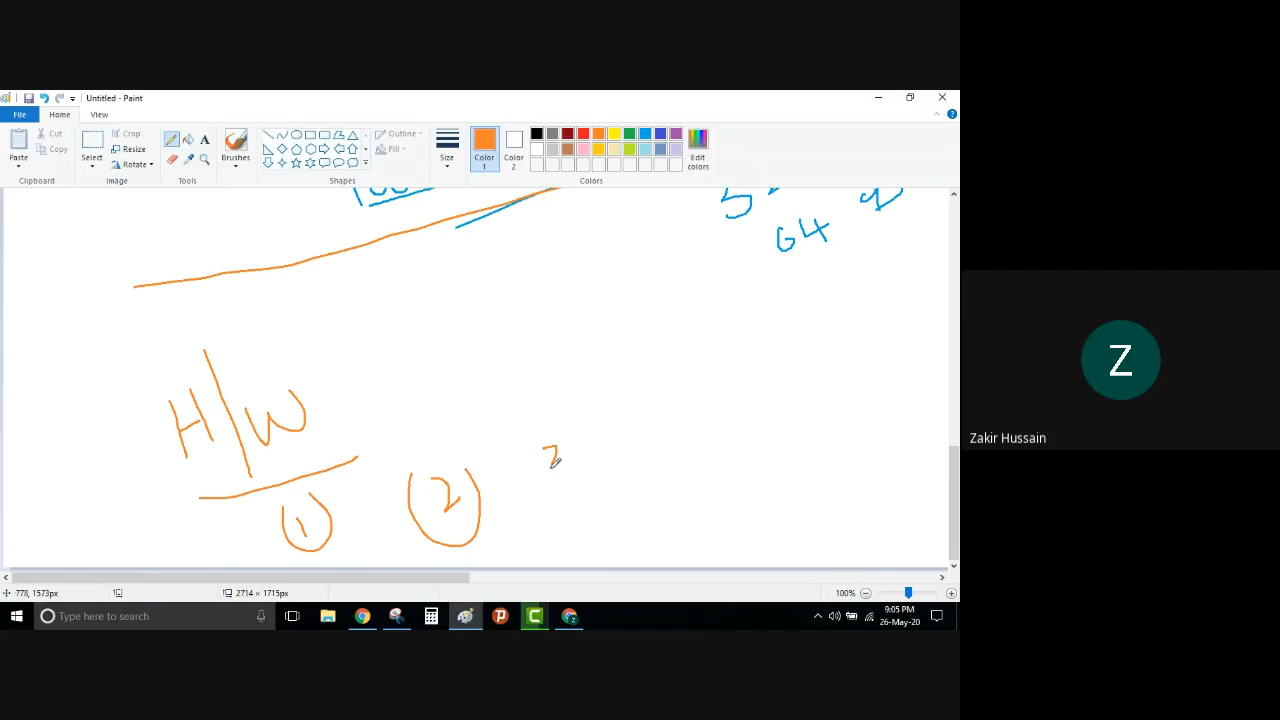 Untitled - Paint
File Home View
Paste
Cut
Copy
Clipboard
Select
Crop
Resize
Rotate
Image
Tools
Brushes
Shapes
Outline
Fill
Size
Color 1
Color 2
Edit colors
Colors
64
H/W
1 2
Z
Zakir Hussain
778, 1573px
2714 × 1715px
100%
Type here to search
9:05 PM
26-May-20